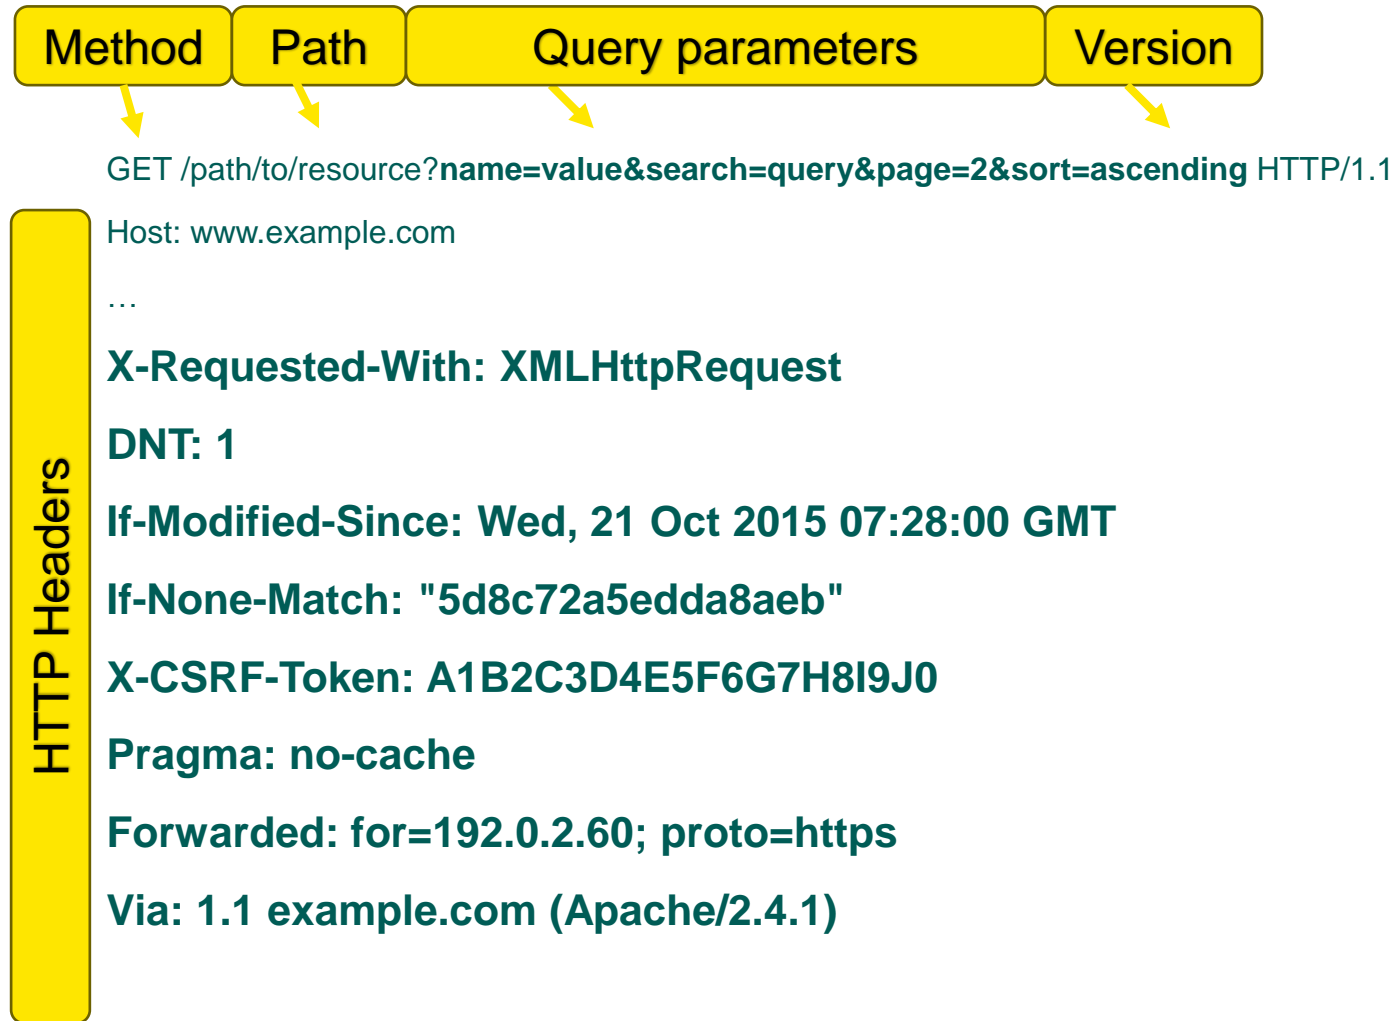 Method Path Query parameters Version
GET /path/to/resource?name=value&search=query&page=2&sort=ascending HTTP/1.1
Host: www.example.com
…
X-Requested-With: XMLHttpRequest
DNT: 1
If-Modified-Since: Wed, 21 Oct 2015 07:28:00 GMT
If-None-Match: "5d8c72a5edda8aeb"
X-CSRF-Token: A1B2C3D4E5F6G7H8I9J0
Pragma: no-cache
Forwarded: for=192.0.2.60; proto=https
Via: 1.1 example.com (Apache/2.4.1)
HTTP Headers